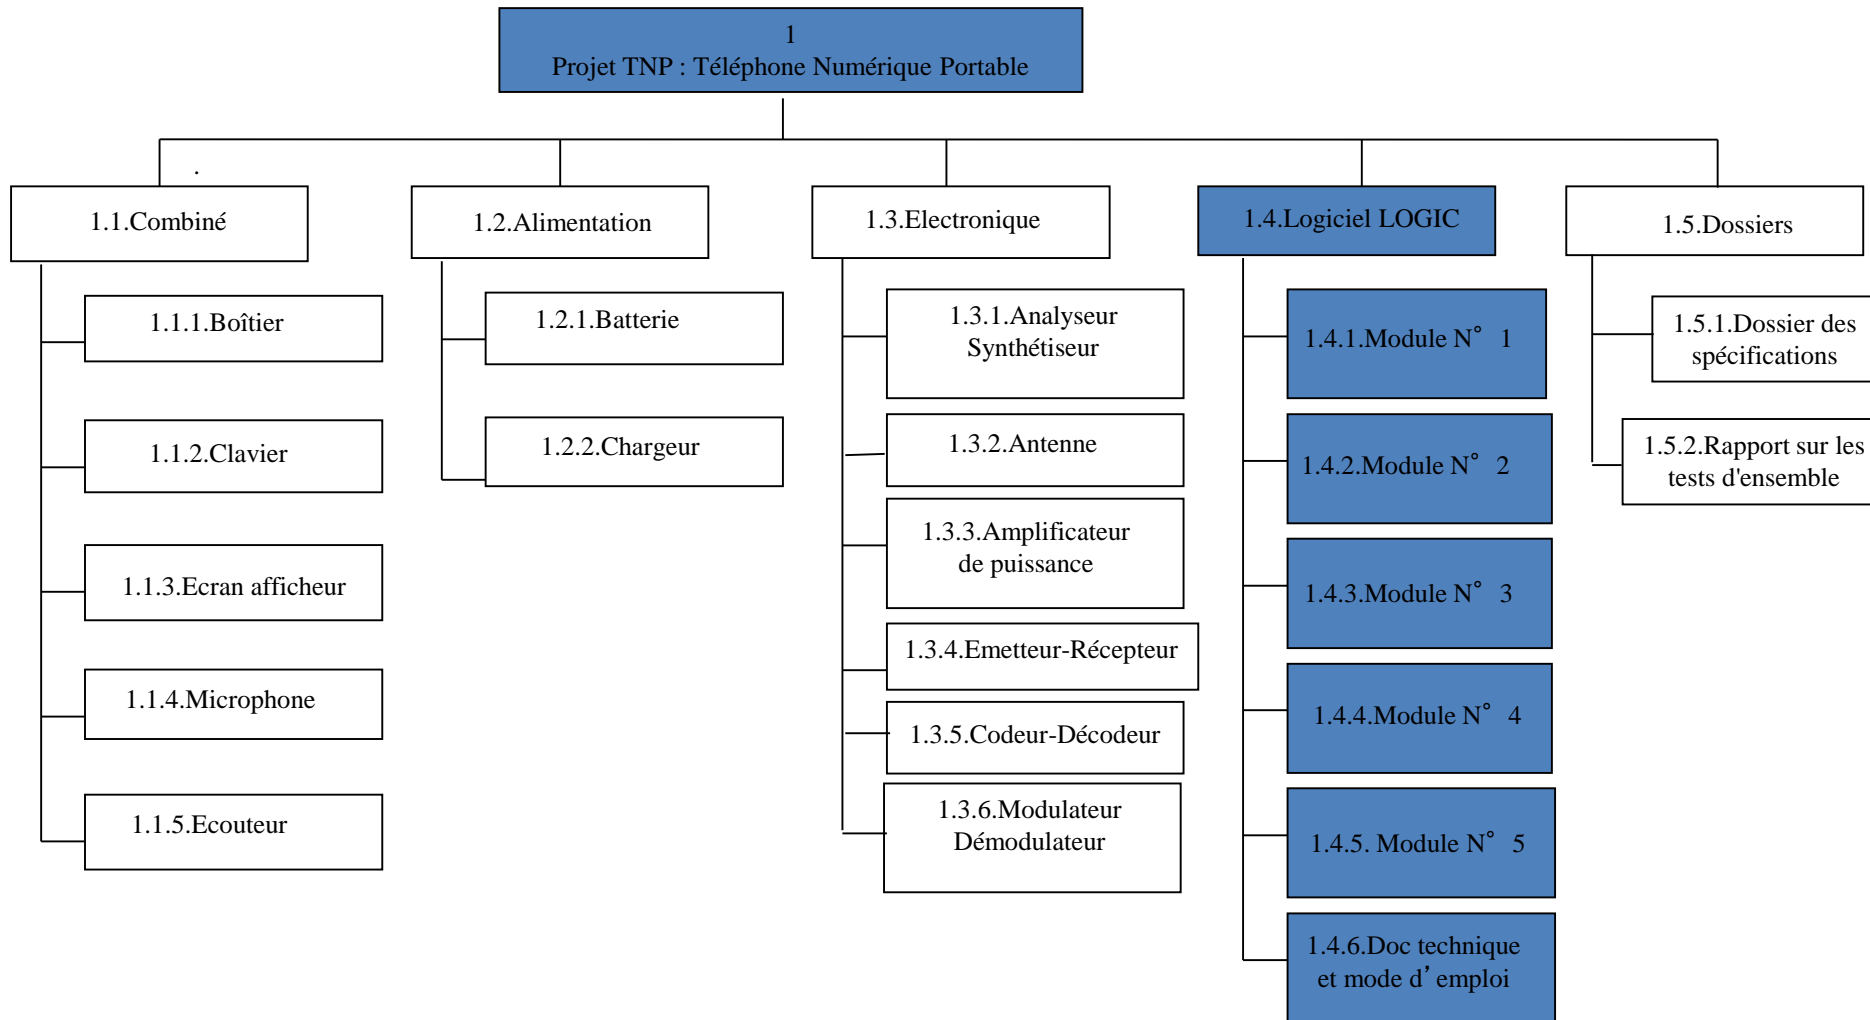 1
Projet TNP : Téléphone Numérique Portable
.
1.1.Combiné
1.1.1.Boîtier
1.1.2.Clavier
1.1.3.Ecran afficheur
1.1.4.Microphone
1.1.5.Ecouteur
1.2.Alimentation
1.2.1.Batterie
1.2.2.Chargeur
1.3.Electronique
1.3.1.Analyseur
Synthétiseur
1.3.2.Antenne
1.3.3.Amplificateur
de puissance
1.3.4.Emetteur-Récepteur
1.3.5.Codeur-Décodeur
1.3.6.Modulateur
Démodulateur
1.4.Logiciel LOGIC
1.4.1.Module N° 1
1.4.2.Module N° 2
1.4.3.Module N° 3
1.4.4.Module N° 4
1.4.5. Module N° 5
1.4.6.Doc technique
et mode d’emploi
1.5.Dossiers
1.5.1.Dossier des
spécifications
1.5.2.Rapport sur les
tests d'ensemble